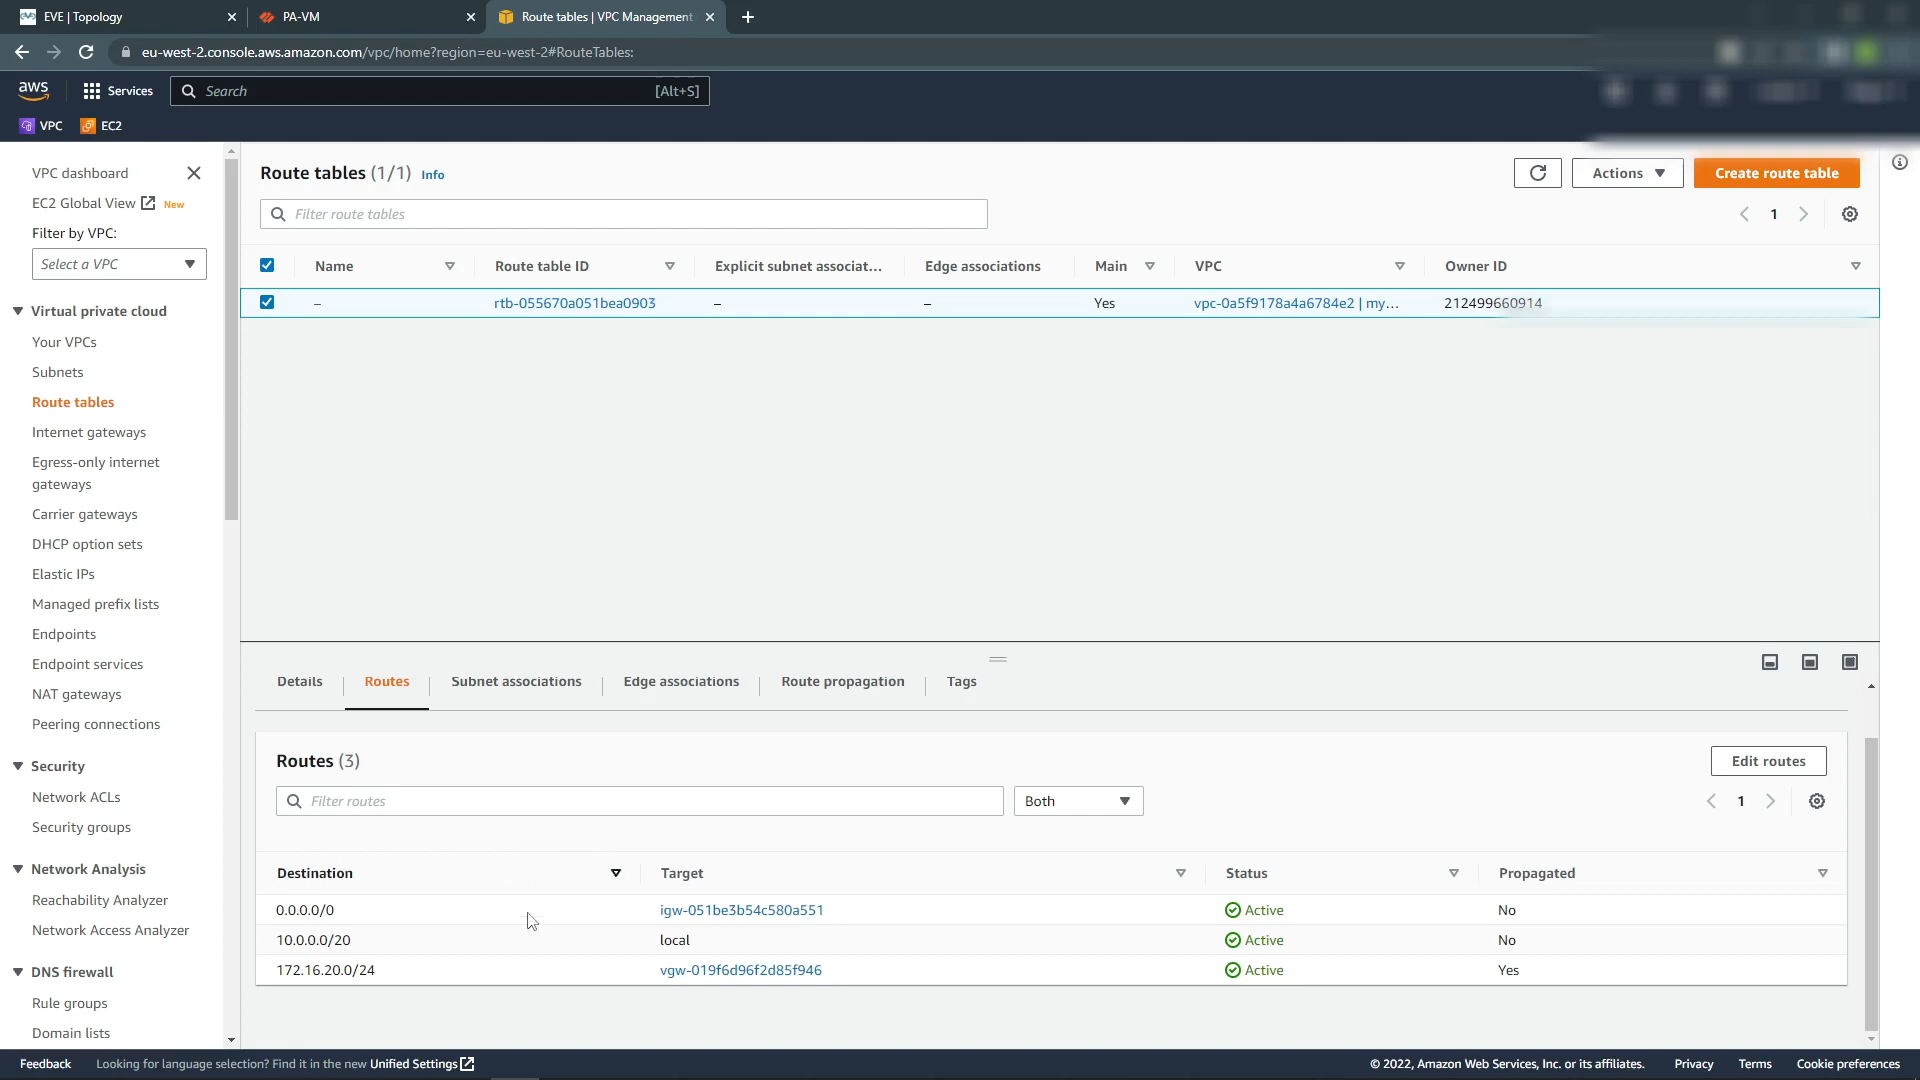 EVE | Topology
PA-VM
Route tables | VPC Management
eu-west-2.console.aws.amazon.com/vpc/home?region=eu-west-2#RouteTables:
aws
Services
Search
[Alt+S]
VPC
EC2
VPC dashboard
EC2 Global View
New
Filter by VPC:
Select a VPC
Virtual private cloud
Your VPCs
Subnets
Route tables
Internet gateways
Egress-only internet
gateways
Carrier gateways
DHCP option sets
Elastic IPs
Managed prefix lists
Endpoints
Endpoint services
NAT gateways
Peering connections
Security
Network ACLs
Security groups
Network Analysis
Reachability Analyzer
Network Access Analyzer
DNS firewall
Rule groups
Domain lists
Route tables (1/1) Info
Actions
Create route table
Filter route tables
1
Name
Route table ID
Explicit subnet associat...
Edge associations
Main
VPC
Owner ID
–
rtb-055670a051bea0903
–
–
Yes
vpc-0a5f9178a4a6784e2 | my...
212499660914
Details
Routes
Subnet associations
Edge associations
Route propagation
Tags
Routes (3)
Edit routes
Filter routes
Both
1
Destination
Target
Status
Propagated
0.0.0.0/0
igw-051be3b54c580a551
Active
No
10.0.0.0/20
local
Active
No
172.16.20.0/24
vgw-019f6d96f2d85f946
Active
Yes
Feedback
Looking for language selection? Find it in the new Unified Settings
© 2022, Amazon Web Services, Inc. or its affiliates.
Privacy
Terms
Cookie preferences